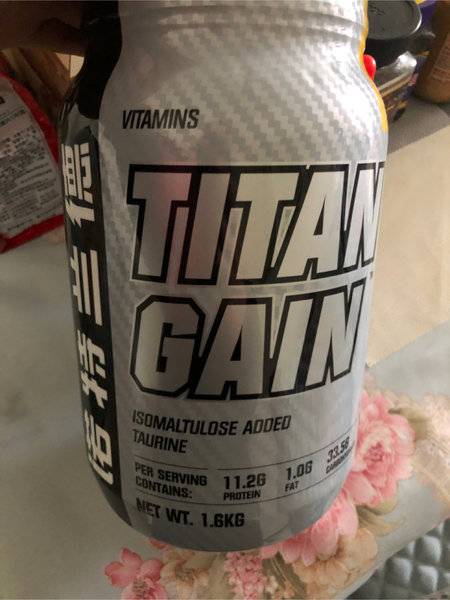 VITAMINS
TITAN
GAIN
ISOMALTULOSE ADDED
TAURINE
PER SERVING
CONTAINS:
11.2G
PROTEIN
1.0G
FAT
33.5G
NET WT. 1.6KG